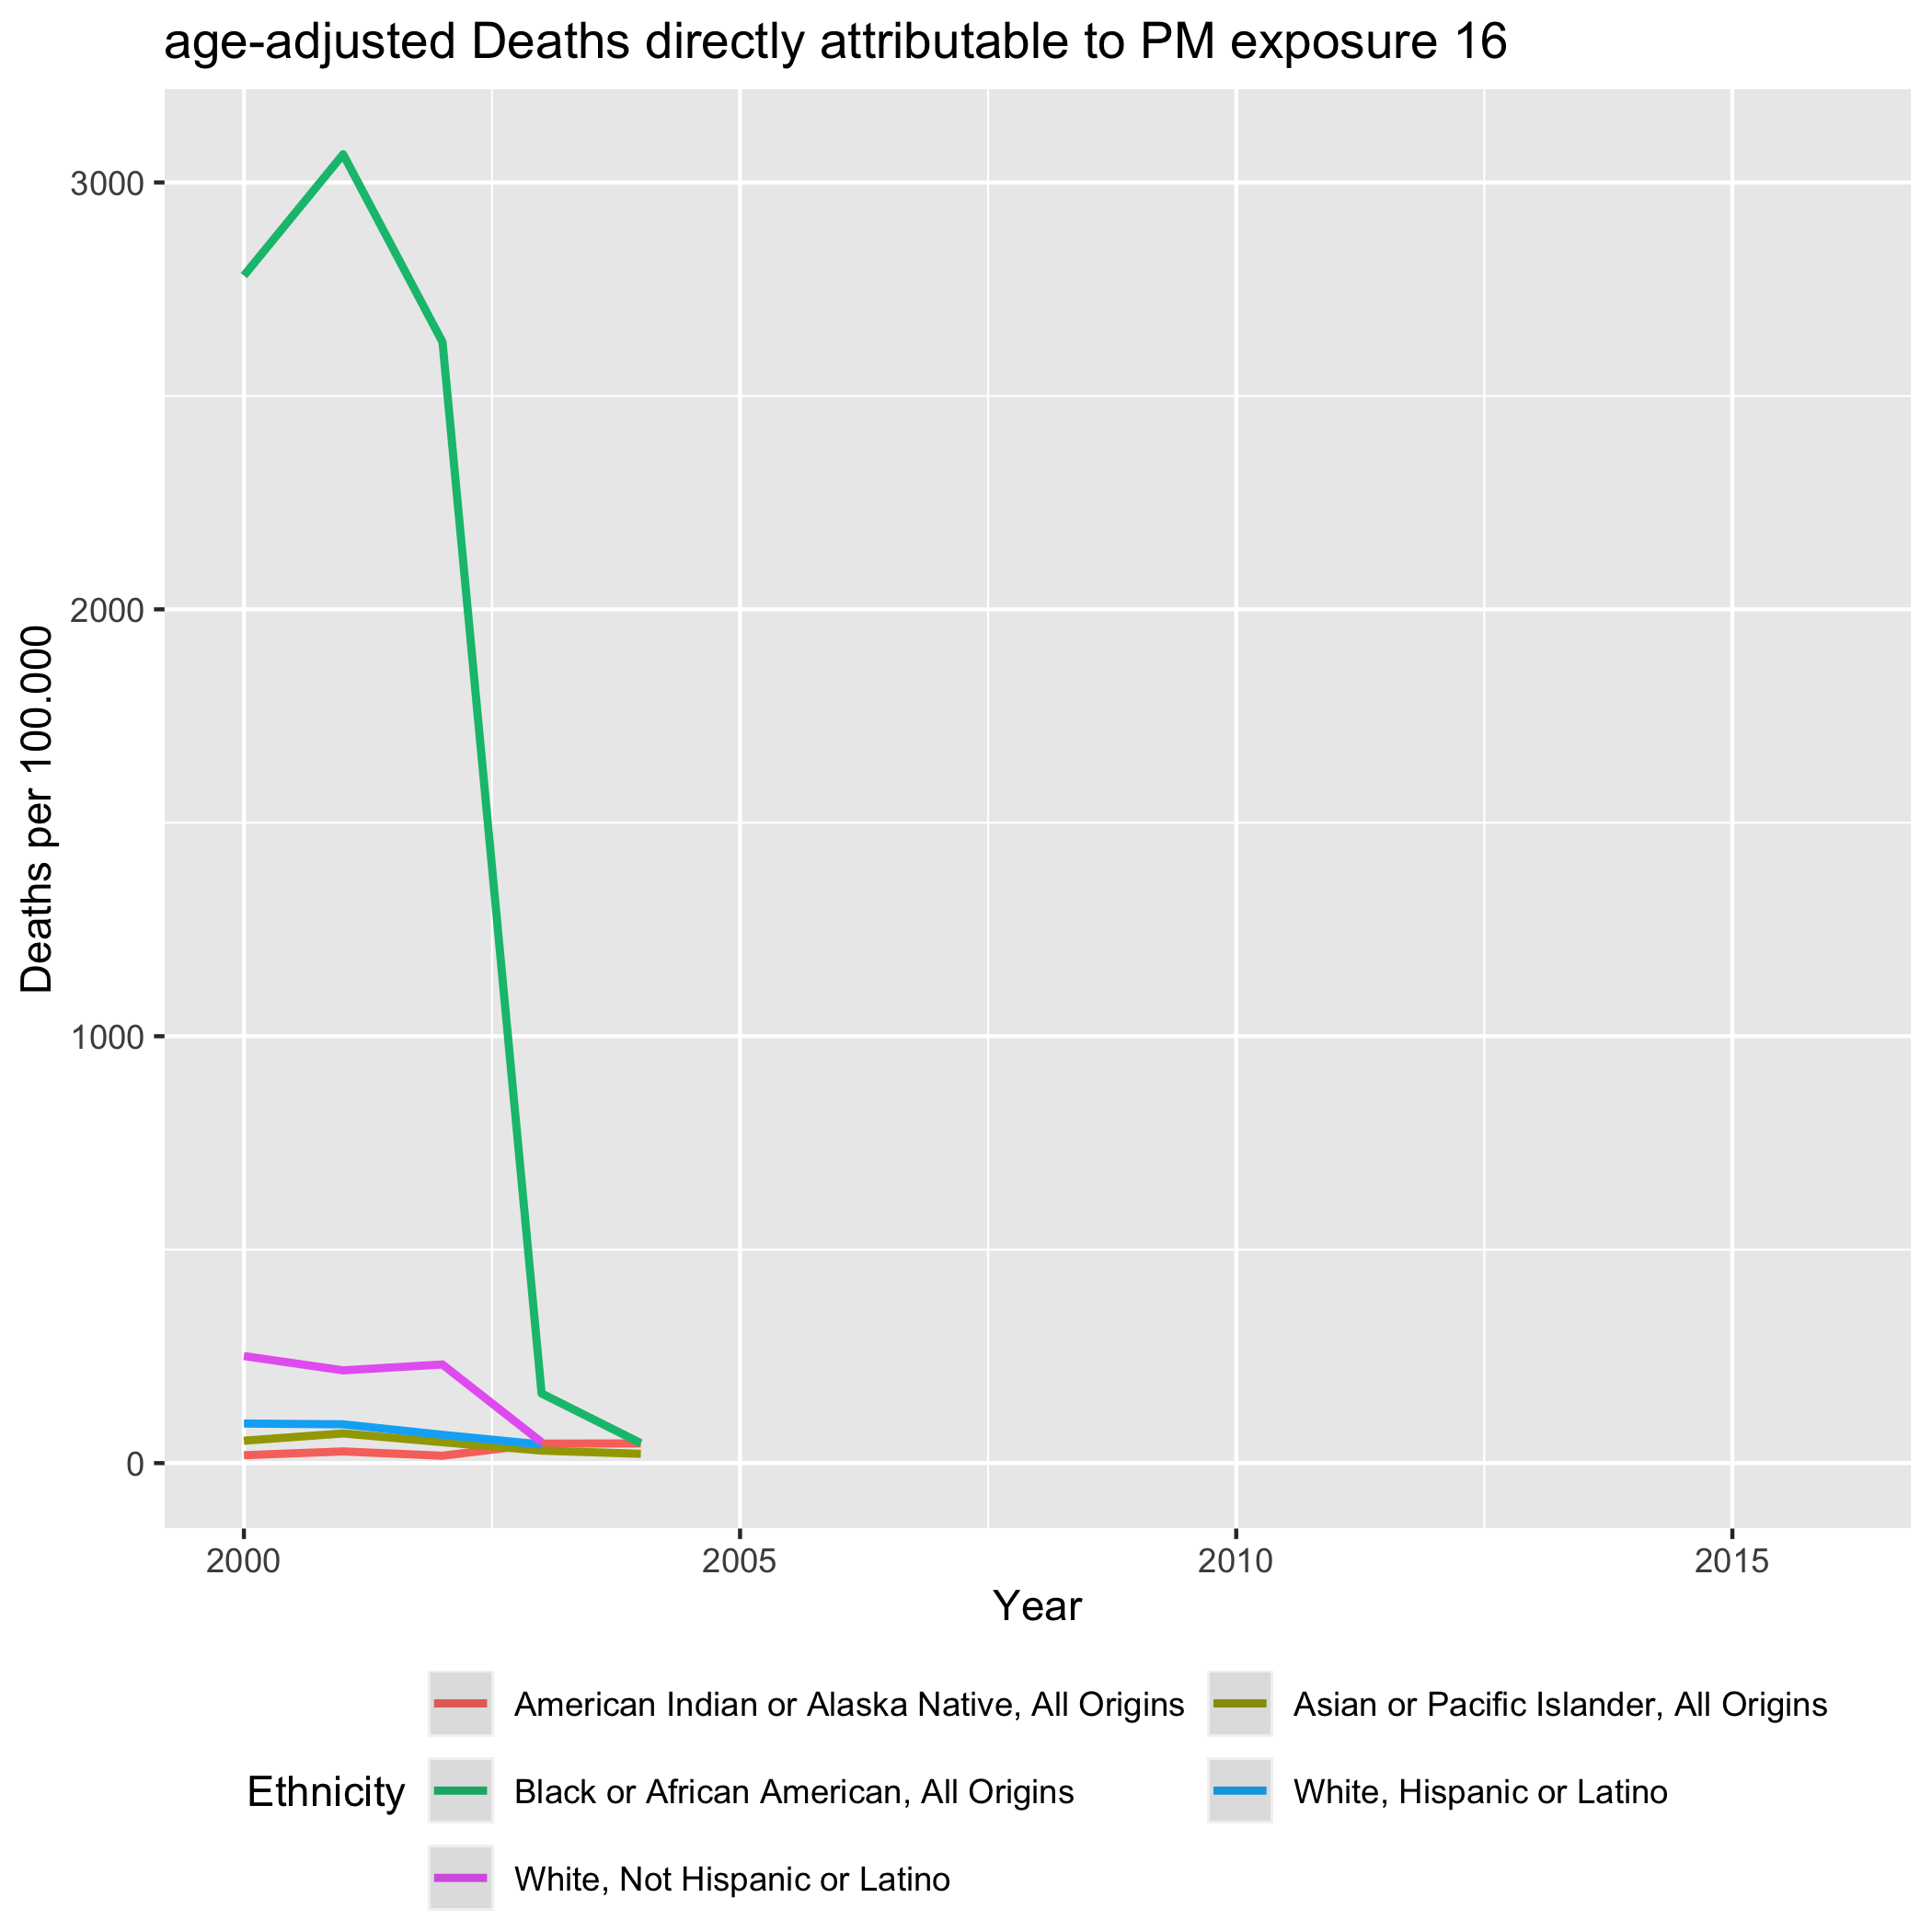 age-adjusted Deaths directly attributable to PM exposure 16
Deaths per 100.000
3000
2000
1000
0
2000 2005 2010 2015
Year
Ethnicity
American Indian or Alaska Native, All Origins
Asian or Pacific Islander, All Origins
Black or African American, All Origins
White, Hispanic or Latino
White, Not Hispanic or Latino